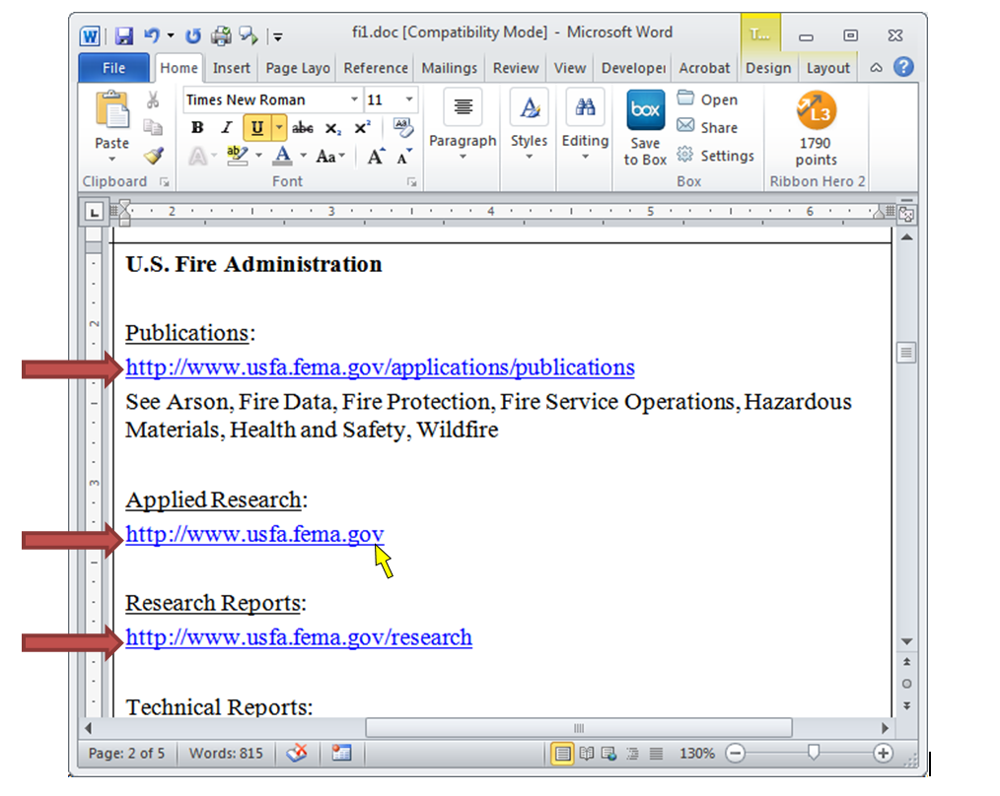 fi1.doc [Compatibility Mode] - Microsoft Word
T...
File Home Insert Page Layo Reference Mailings Review View Developer Acrobat Design Layout
Times New Roman 11
Paste
B I U abc X₂ X² Aa A A
Paragraph Styles Editing
box
Save to Box
Open
Share
Settings
L3
1790 points
Clipboard Font Box Ribbon Hero 2
2 3 4 5 6
U.S. Fire Administration
Publications:
http://www.usfa.fema.gov/applications/publications
See Arson, Fire Data, Fire Protection, Fire Service Operations, Hazardous
Materials, Health and Safety, Wildfire
2
3
Applied Research:
http://www.usfa.fema.gov
Research Reports:
http://www.usfa.fema.gov/research
Technical Reports:
Page: 2 of 5 Words: 815 130%